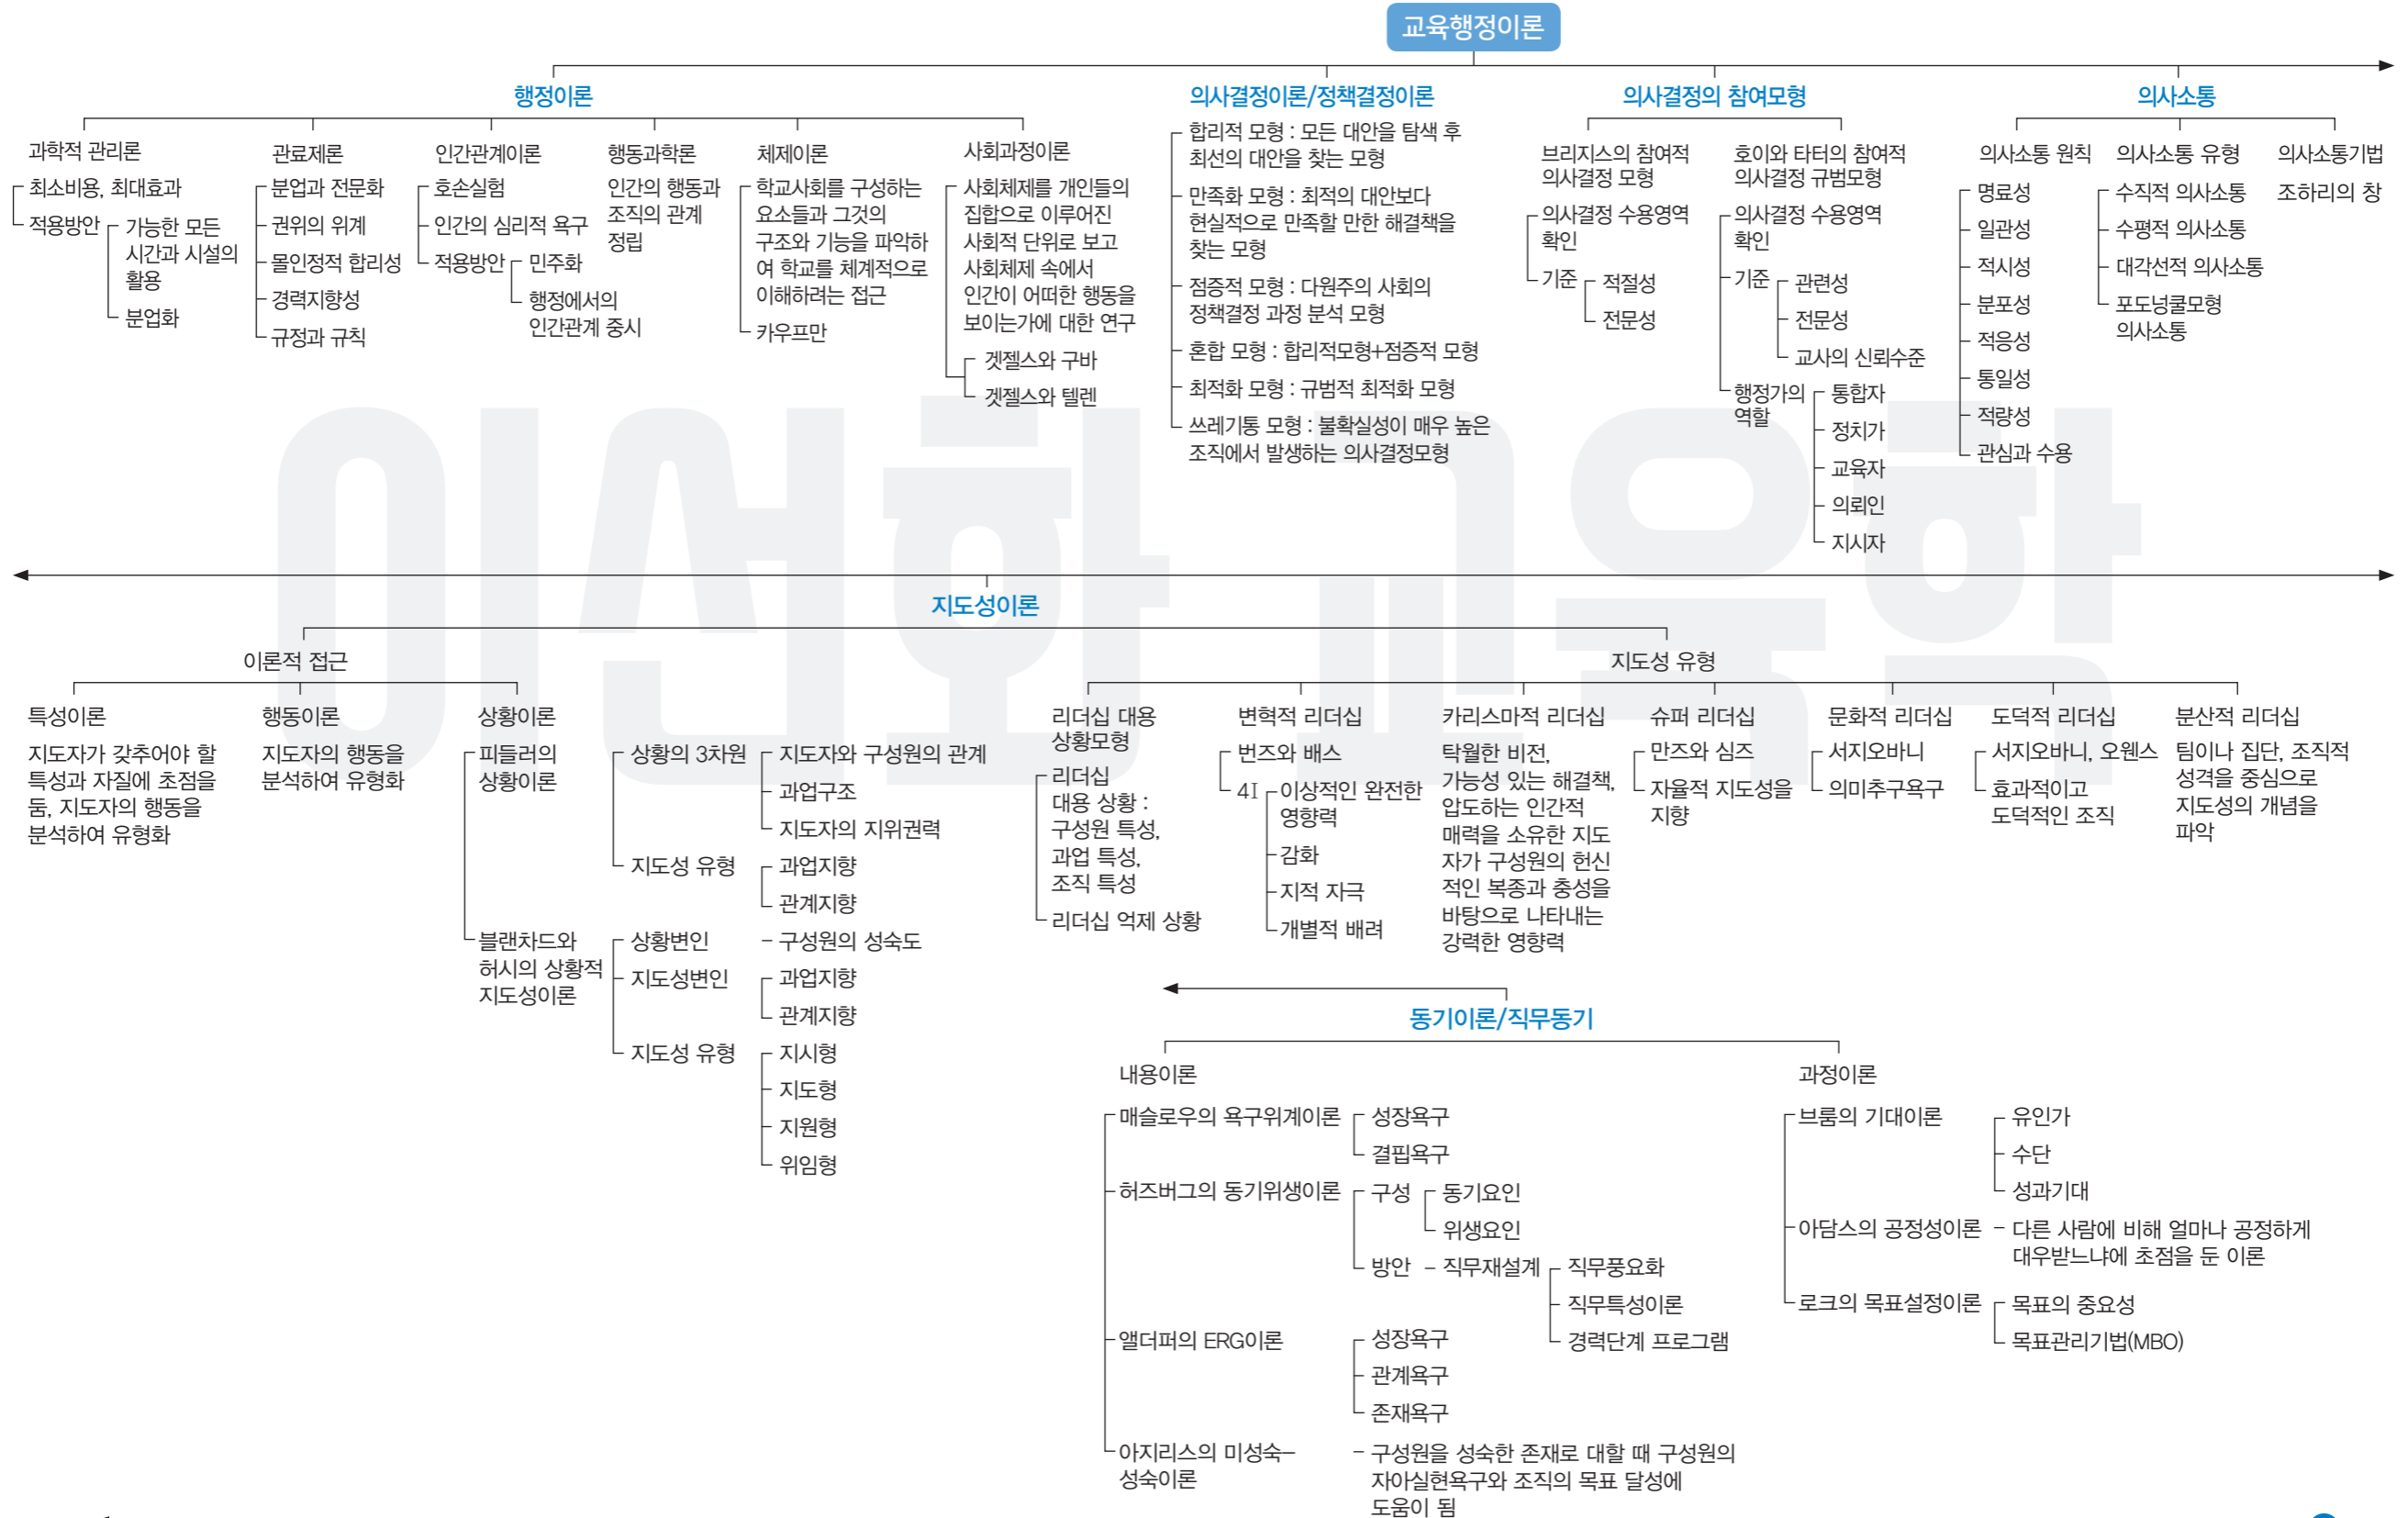 교육행정이론
행정이론
과학적 관리론
최소비용, 최대효과
적용방안
가능한 모든
시간과 시설의
활용
분업화
관료제론
분업과 전문화
권위의 위계
몰인정적 합리성
경력지향성
규정과 규칙
인간관계이론
호손실험
인간의 심리적 욕구
적용방안
민주화
행정에서의
인간관계 중시
행동과학론
인간의 행동과
조직의 관계
정립
체제이론
학교사회를 구성하는
요소들과 그것의
구조와 기능을 파악하
여 학교를 체계적으로
이해하려는 접근
카우프만
사회과정이론
사회체제를 개인들의
집합으로 이루어진
사회적 단위로 보고
사회체제 속에서
인간이 어떠한 행동을
보이는가에 대한 연구
겟젤스와 구바
겟젤스와 텔렌
의사결정이론/정책결정이론
합리적 모형 : 모든 대안을 탐색 후
최선의 대안을 찾는 모형
만족화 모형 : 최적의 대안보다
현실적으로 만족할 만한 해결책을
찾는 모형
점증적 모형 : 다원주의 사회의
정책결정 과정 분석 모형
혼합 모형 : 합리적모형+점증적 모형
최적화 모형 : 규범적 최적화 모형
쓰레기통 모형 : 불확실성이 매우 높은
조직에서 발생하는 의사결정모형
의사결정의 참여모형
브리지스의 참여적
의사결정 모형
의사결정 수용영역
확인
기준
적절성
전문성
호이와 타터의 참여적
의사결정 규범모형
의사결정 수용영역
확인
기준
관련성
전문성
교사의 신뢰수준
행정가의
역할
통합자
정치가
교육자
의뢰인
지시자
의사소통
의사소통 원칙
명료성
일관성
적시성
분포성
적응성
통일성
적량성
관심과 수용
의사소통 유형
수직적 의사소통
수평적 의사소통
대각선적 의사소통
포도넝쿨모형
의사소통
의사소통기법
조하리의 창
이선화 교육학
지도성이론
이론적 접근
특성이론
지도자가 갖추어야 할
특성과 자질에 초점을
둠, 지도자의 행동을
분석하여 유형화
행동이론
지도자의 행동을
분석하여 유형화
상황이론
피들러의
상황이론
상황의 3차원
지도자와 구성원의 관계
과업구조
지도자의 지위권력
지도성 유형
과업지향
관계지향
블랜차드와
허시의 상황적
지도성이론
상황변인
– 구성원의 성숙도
지도성변인
과업지향
관계지향
지도성 유형
지시형
지도형
지원형
위임형
지도성 유형
리더십 대용
상황모형
리더십
대용 상황 :
구성원 특성,
과업 특성,
조직 특성
리더십 억제 상황
변혁적 리더십
번즈와 배스
4I
이상적인 완전한
영향력
감화
지적 자극
개별적 배려
카리스마적 리더십
탁월한 비전,
가능성 있는 해결책,
압도하는 인간적
매력을 소유한 지도
자가 구성원의 헌신
적인 복종과 충성을
바탕으로 나타내는
강력한 영향력
슈퍼 리더십
만즈와 심즈
자율적 지도성을
지향
문화적 리더십
서지오바니
의미추구욕구
도덕적 리더십
서지오바니, 오웬스
효과적이고
도덕적인 조직
분산적 리더십
팀이나 집단, 조직적
성격을 중심으로
지도성의 개념을
파악
동기이론/직무동기
내용이론
매슬로우의 욕구위계이론
성장욕구
결핍욕구
허즈버그의 동기위생이론
구성
동기요인
위생요인
방안 – 직무재설계
직무풍요화
직무특성이론
경력단계 프로그램
앨더퍼의 ERG이론
성장욕구
관계욕구
존재욕구
아지리스의 미성숙–
성숙이론
– 구성원을 성숙한 존재로 대할 때 구성원의
자아실현욕구와 조직의 목표 달성에
도움이 됨
과정이론
브룸의 기대이론
유인가
수단
성과기대
아담스의 공정성이론
– 다른 사람에 비해 얼마나 공정하게
대우받느냐에 초점을 둔 이론
로크의 목표설정이론
목표의 중요성
목표관리기법(MBO)